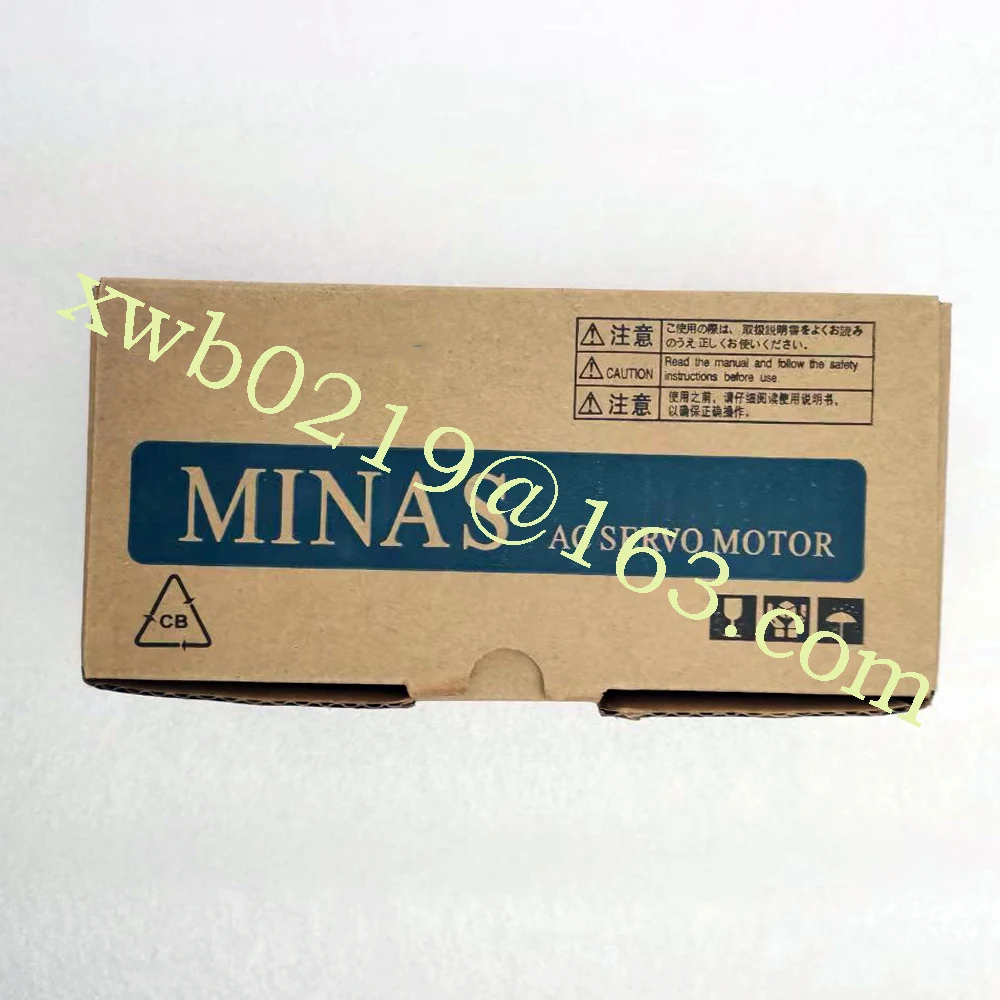 注意
ご使用の際は、取扱説明書をよくお読み
のうえ正しくお使いください。
CAUTION
Read the manual and follow the safety
instructions before use.
注意
使用之前，请仔细阅读使用说明书，
以确保正确操作。
MINAS
AC SERVO MOTOR
CB
xwb0219@163.com